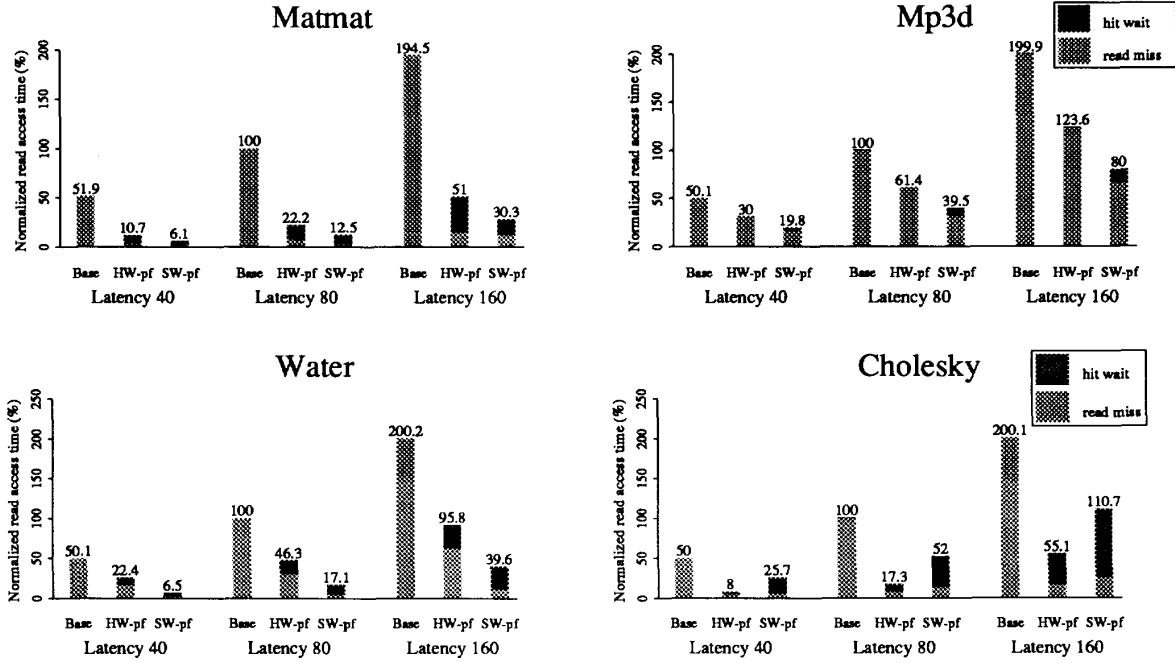 Matmat
Mp3d
hit wait
read miss
Normalized read access time (%)
0 50 100 150 200
51.9 10.7 6.1 100 22.2 12.5 194.5 51 30.3
Base HW-pf SW-pf Base HW-pf SW-pf Base HW-pf SW-pf
Latency 40 Latency 80 Latency 160
Normalized read access time (%)
0 50 100 150 200
50.1 30 19.8 100 61.4 39.5 199.9 123.6 80
Base HW-pf SW-pf Base HW-pf SW-pf Base HW-pf SW-pf
Latency 40 Latency 80 Latency 160
Water
Cholesky
hit wait
read miss
Normalized read access time (%)
0 50 100 150 200 250
50.1 22.4 6.5 100 46.3 17.1 200.2 95.8 39.6
Base HW-pf SW-pf Base HW-pf SW-pf Base HW-pf SW-pf
Latency 40 Latency 80 Latency 160
Normalized read access time (%)
0 50 100 150 200 250
50 8 25.7 100 17.3 52 200.1 55.1 110.7
Base HW-pf SW-pf Base HW-pf SW-pf Base HW-pf SW-pf
Latency 40 Latency 80 Latency 160